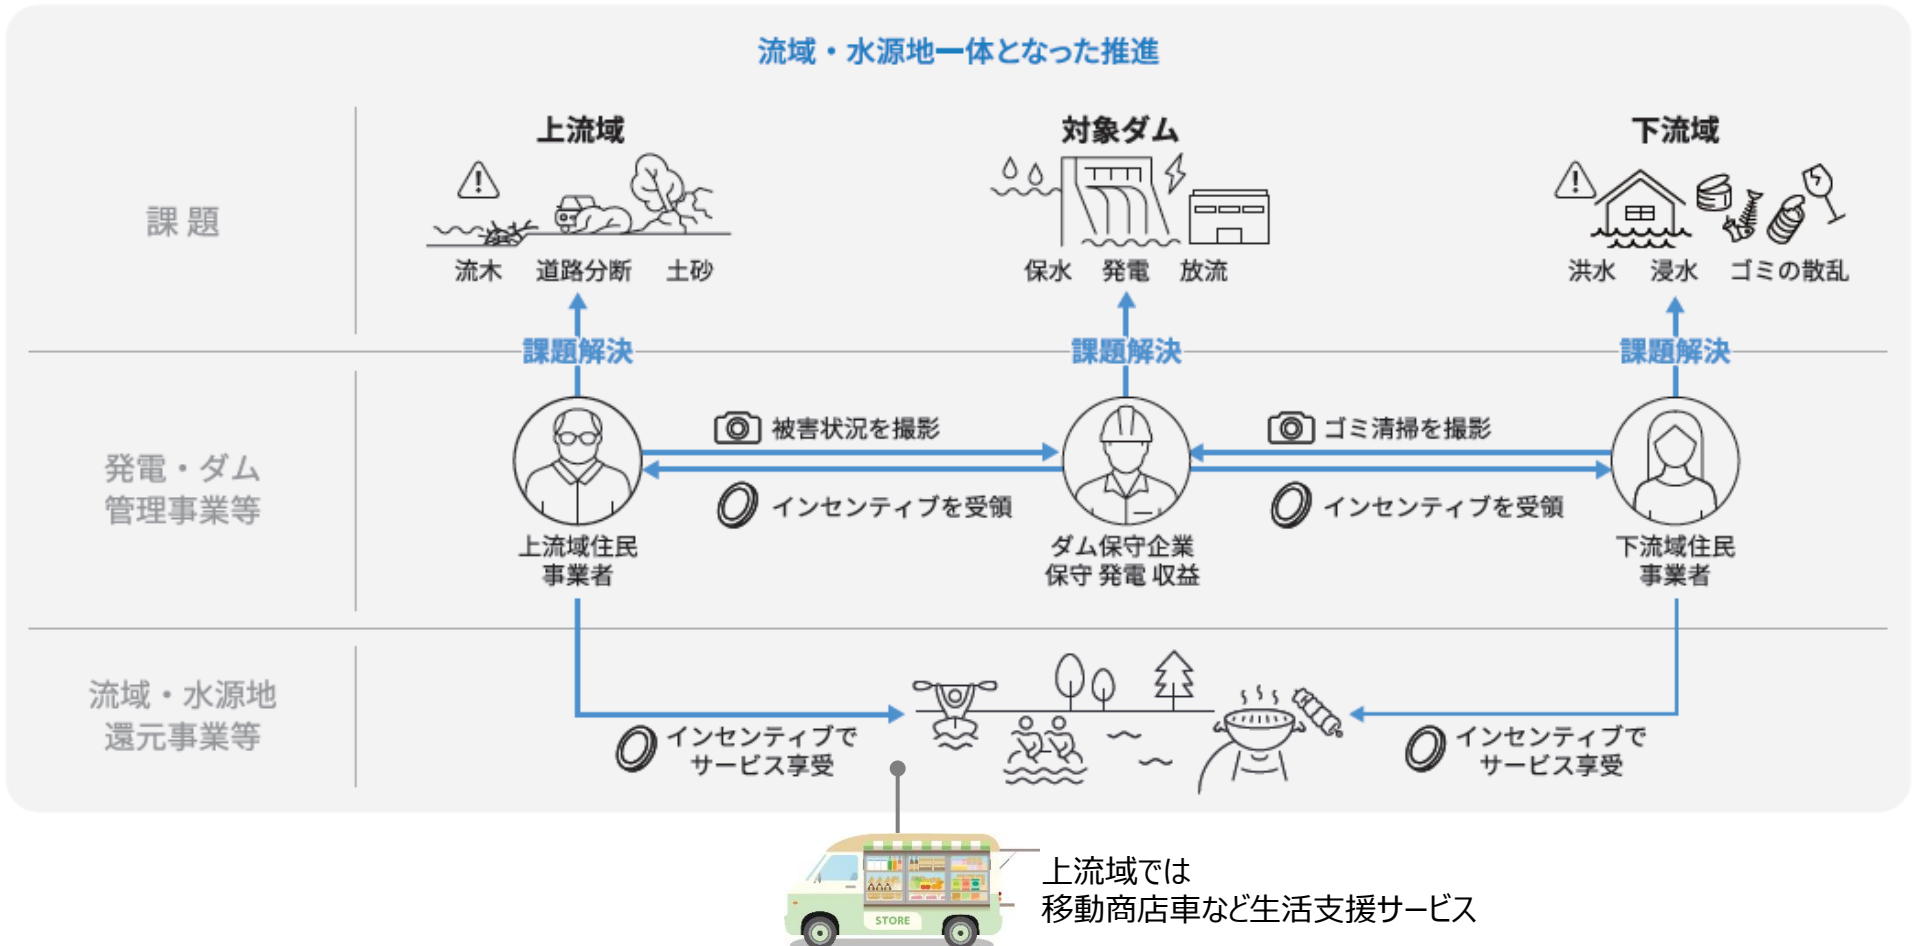 流域・水源地一体となった推進
上流域
対象ダム
下流域
課 題
流木 道路分断 土砂
保水 発電 放流
洪水 浸水 ゴミの散乱
課題解決
課題解決
課題解決
発電・ダム
管理事業等
被害状況を撮影
ゴミ清掃を撮影
インセンティブを受領
インセンティブを受領
上流域住民
事業者
ダム保守企業
保守 発電 収益
下流域住民
事業者
流域・水源地
還元事業等
インセンティブで
サービス享受
インセンティブで
サービス享受
STORE
上流域では
移動商店車など生活支援サービス